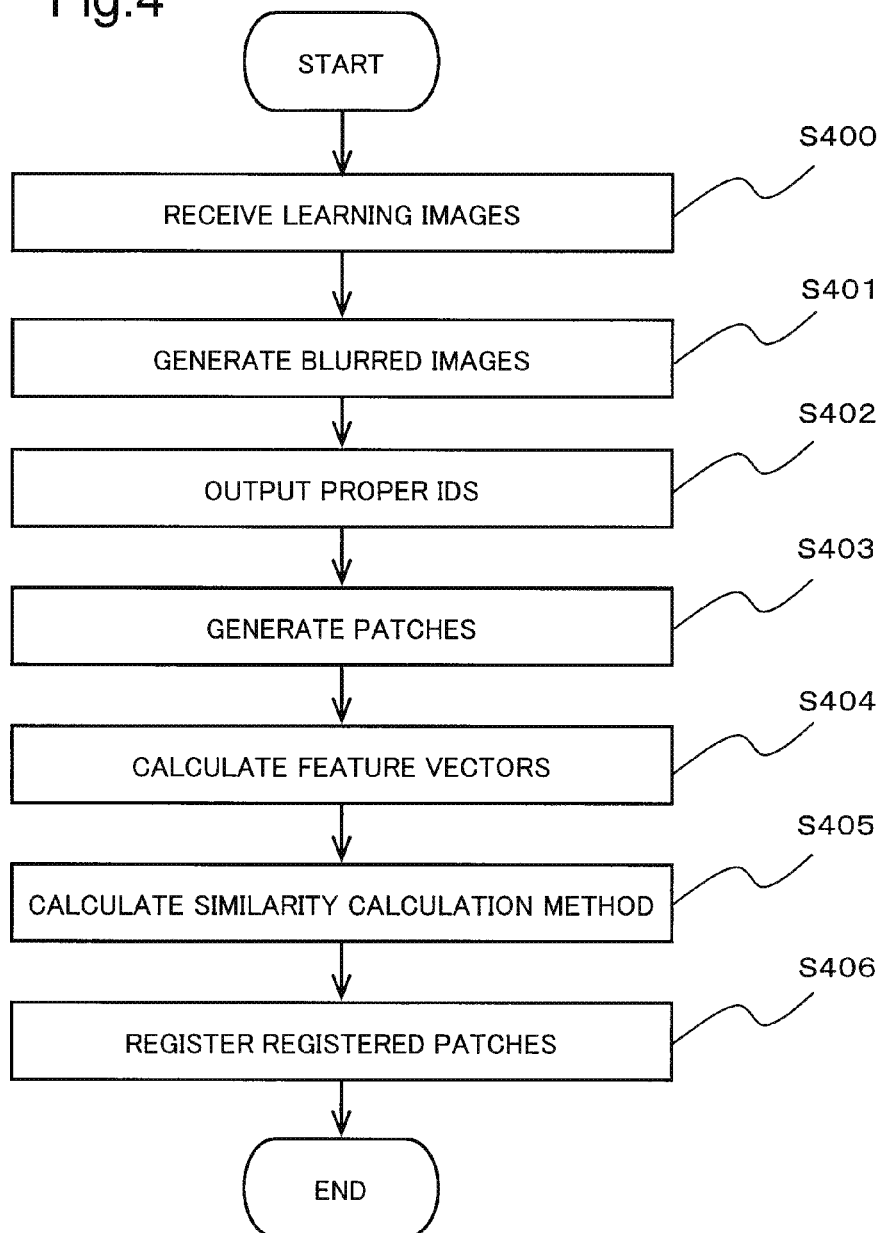 Fig.4
START
S400
RECEIVE LEARNING IMAGES
S401
GENERATE BLURRED IMAGES
S402
OUTPUT PROPER IDS
S403
GENERATE PATCHES
S404
CALCULATE FEATURE VECTORS
S405
CALCULATE SIMILARITY CALCULATION METHOD
S406
REGISTER REGISTERED PATCHES
END